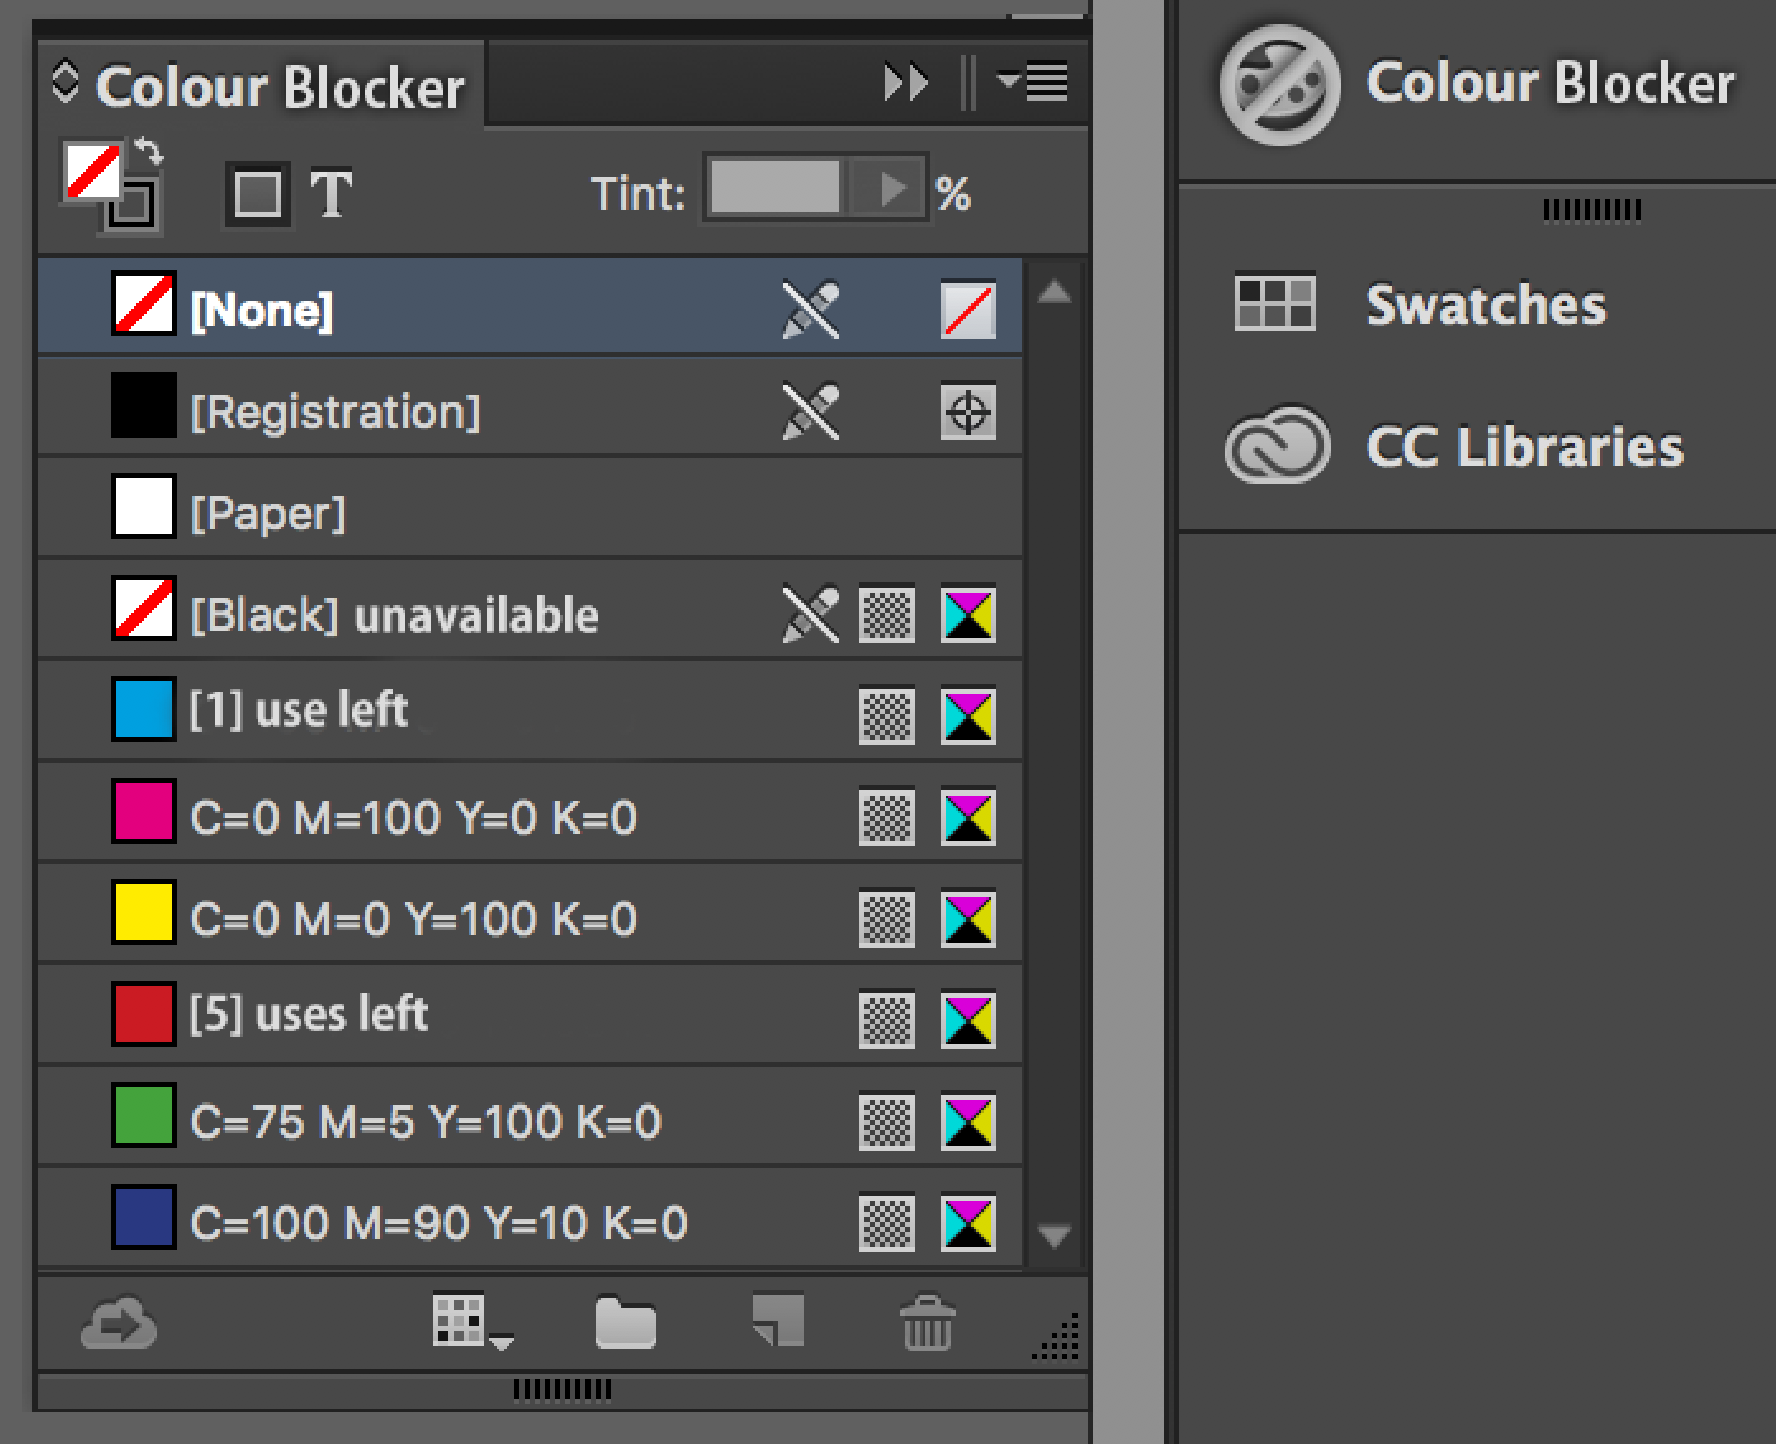 Colour Blocker
T
Tint: %
[None]
[Registration]
[Paper]
[Black] unavailable
[1] use left
C=0 M=100 Y=0 K=0
C=0 M=0 Y=100 K=0
[5] uses left
C=75 M=5 Y=100 K=0
C=100 M=90 Y=10 K=0
Colour Blocker
Swatches
CC Libraries